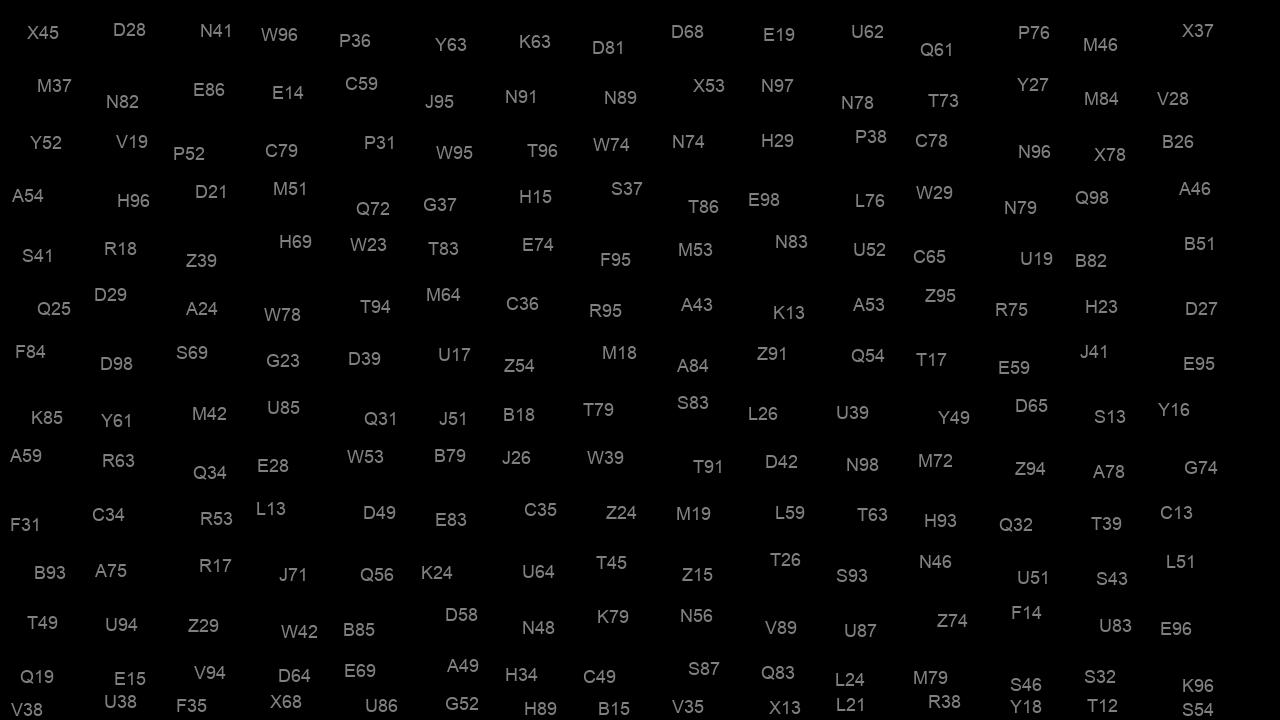 X45 D28 N41 W96 P36 Y63 K63 D81 D68 E19 U62 Q61 P76 M46 X37
M37 N82 E86 E14 C59 J95 N91 N89 X53 N97 N78 T73 Y27 M84 V28
Y52 V19 P52 C79 P31 W95 T96 W74 N74 H29 P38 C78 N96 X78 B26
A54 H96 D21 M51 Q72 G37 H15 S37 T86 E98 L76 W29 N79 Q98 A46
S41 R18 Z39 H69 W23 T83 E74 F95 M53 N83 U52 C65 U19 B82 B51
Q25 D29 A24 W78 T94 M64 C36 R95 A43 K13 A53 Z95 R75 H23 D27
F84 D98 S69 G23 D39 U17 Z54 M18 A84 Z91 Q54 T17 E59 J41 E95
K85 Y61 M42 U85 Q31 J51 B18 T79 S83 L26 U39 Y49 D65 S13 Y16
A59 R63 Q34 E28 W53 B79 J26 W39 T91 D42 N98 M72 Z94 A78 G74
F31 C34 R53 L13 D49 E83 C35 Z24 M19 L59 T63 H93 Q32 T39 C13
B93 A75 R17 J71 Q56 K24 U64 T45 Z15 T26 S93 N46 U51 S43 L51
T49 U94 Z29 W42 B85 D58 N48 K79 N56 V89 U87 Z74 F14 U83 E96
Q19 E15 V94 D64 E69 A49 H34 C49 S87 Q83 L24 M79 S46 S32 K96
V38 U38 F35 X68 U86 G52 H89 B15 V35 X13 L21 R38 Y18 T12 S54